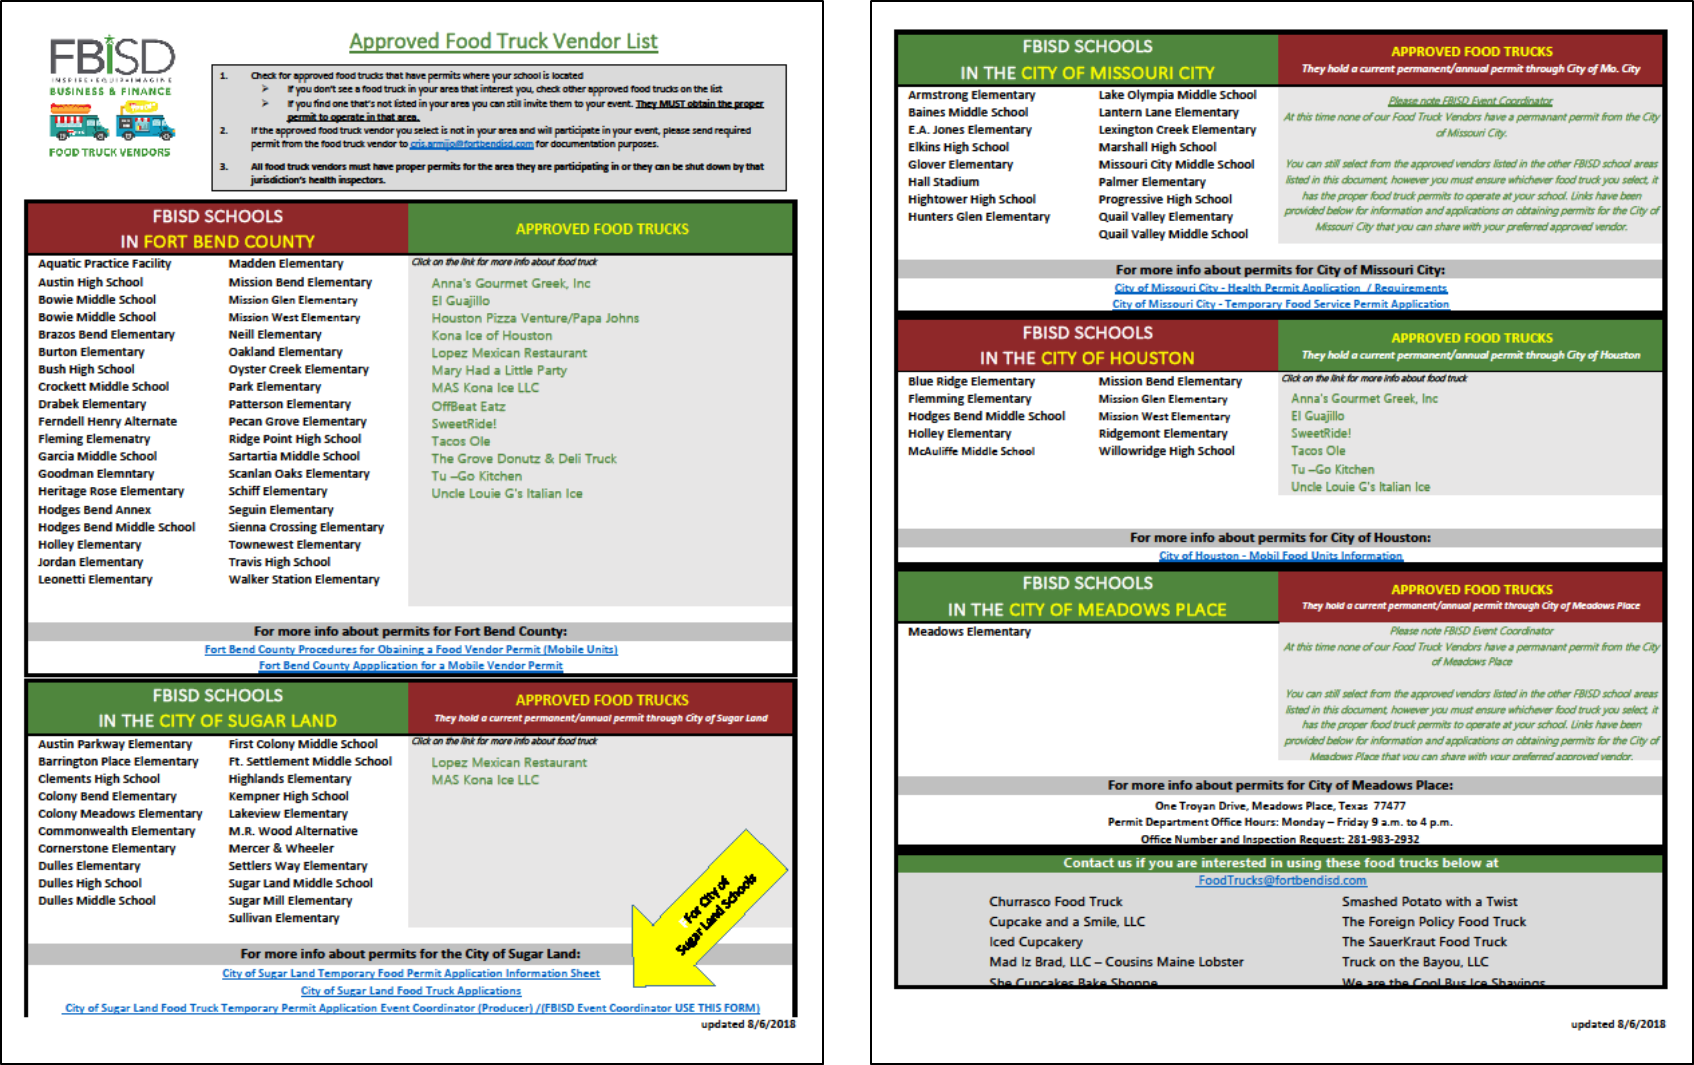 FBISD
INSPIRE•EQUIP•IMAGINE
BUSINESS & FINANCE
FOOD TRUCK VENDORS
Approved Food Truck Vendor List
1. Check for approved food trucks that have permits where your school is located
➢ If you don't see a food truck in your area that interest you, check other approved food trucks on the list
➢ If you find one that's not listed in your area you can still invite them to your event. They MUST obtain the proper
permit to operate in that area.
2. If the approved food truck vendor you select is not in your area and will participate in your event, please send required
permit from the food truck vendor to cris.armijo@fortbendisd.com for documentation purposes.
3. All food truck vendors must have proper permits for the area they are participating in or they can be shut down by that
jurisdiction's health inspectors.
FBISD SCHOOLS
IN FORT BEND COUNTY
APPROVED FOOD TRUCKS
Aquatic Practice Facility
Austin High School
Bowie Middle School
Bowie Middle School
Brazos Bend Elementary
Burton Elementary
Bush High School
Crockett Middle School
Drabek Elementary
Ferndell Henry Alternate
Fleming Elemenatry
Garcia Middle School
Goodman Elemntary
Heritage Rose Elementary
Hodges Bend Annex
Hodges Bend Middle School
Holley Elementary
Jordan Elementary
Leonetti Elementary
Madden Elementary
Mission Bend Elementary
Mission Glen Elementary
Mission West Elementary
Neill Elementary
Oakland Elementary
Oyster Creek Elementary
Park Elementary
Patterson Elementary
Pecan Grove Elementary
Ridge Point High School
Sartartia Middle School
Scanlan Oaks Elementary
Schiff Elementary
Seguin Elementary
Sienna Crossing Elementary
Townewest Elementary
Travis High School
Walker Station Elementary
Click on the link for more info about food truck
Anna's Gourmet Greek, Inc
El Guajillo
Houston Pizza Venture/Papa Johns
Kona Ice of Houston
Lopez Mexican Restaurant
Mary Had a Little Party
MAS Kona Ice LLC
OffBeat Eatz
SweetRide!
Tacos Ole
The Grove Donutz & Deli Truck
Tu –Go Kitchen
Uncle Louie G's Italian Ice
For more info about permits for Fort Bend County:
Fort Bend County Procedures for Obaining a Food Vendor Permit (Mobile Units)
Fort Bend County Appplication for a Mobile Vendor Permit
FBISD SCHOOLS
IN THE CITY OF SUGAR LAND
APPROVED FOOD TRUCKS
They hold a current permanent/annual permit through City of Sugar Land
Austin Parkway Elementary
Barrington Place Elementary
Clements High School
Colony Bend Elementary
Colony Meadows Elementary
Commonwealth Elementary
Cornerstone Elementary
Dulles Elementary
Dulles High School
Dulles Middle School
First Colony Middle School
Ft. Settlement Middle School
Highlands Elementary
Kempner High School
Lakeview Elementary
M.R. Wood Alternative
Mercer & Wheeler
Settlers Way Elementary
Sugar Land Middle School
Sugar Mill Elementary
Sullivan Elementary
Click on the link for more info about food truck
Lopez Mexican Restaurant
MAS Kona Ice LLC
For City of
Sugar Land Schools
For more info about permits for the City of Sugar Land:
City of Sugar Land Temporary Food Permit Application Information Sheet
City of Sugar Land Food Truck Applications
City of Sugar Land Food Truck Temporary Permit Application Event Coordinator (Producer) /(FBISD Event Coordinator USE THIS FORM)
updated 8/6/2018
FBISD SCHOOLS
IN THE CITY OF MISSOURI CITY
APPROVED FOOD TRUCKS
They hold a current permanent/annual permit through City of Mo. City
Armstrong Elementary
Baines Middle School
E.A. Jones Elementary
Elkins High School
Glover Elementary
Hall Stadium
Hightower High School
Hunters Glen Elementary
Lake Olympia Middle School
Lantern Lane Elementary
Lexington Creek Elementary
Marshall High School
Missouri City Middle School
Palmer Elementary
Progressive High School
Quail Valley Elementary
Quail Valley Middle School
Please note FBISD Event Coordinator
At this time none of our Food Truck Vendors have a permanant permit from the City
of Missouri City.
You can still select from the approved vendors listed in the other FBISD school areas
listed in this document, however you must ensure whichever food truck you select, it
has the proper food truck permits to operate at your school. Links have been
provided below for information and applications on obtaining permits for the City of
Missouri City that you can share with your preferred approved vendor.
For more info about permits for City of Missouri City:
City of Missouri City - Health Permit Application / Requirements
City of Missouri City - Temporary Food Service Permit Application
FBISD SCHOOLS
IN THE CITY OF HOUSTON
APPROVED FOOD TRUCKS
They hold a current permanent/annual permit through City of Houston
Blue Ridge Elementary
Flemming Elementary
Hodges Bend Middle School
Holley Elementary
McAuliffe Middle School
Mission Bend Elementary
Mission Glen Elementary
Mission West Elementary
Ridgemont Elementary
Willowridge High School
Click on the link for more info about food truck
Anna's Gourmet Greek, Inc
El Guajillo
SweetRide!
Tacos Ole
Tu –Go Kitchen
Uncle Louie G's Italian Ice
For more info about permits for City of Houston:
City of Houston - Mobil Food Units Information
FBISD SCHOOLS
IN THE CITY OF MEADOWS PLACE
APPROVED FOOD TRUCKS
They hold a current permanent/annual permit through City of Meadows Place
Meadows Elementary
Please note FBISD Event Coordinator
At this time none of our Food Truck Vendors have a permanant permit from the City
of Meadows Place
You can still select from the approved vendors listed in the other FBISD school areas
listed in this document, however you must ensure whichever food truck you select, it
has the proper food truck permits to operate at your school. Links have been
provided below for information and applications on obtaining permits for the City of
Meadows Place that you can share with your preferred approved vendor.
For more info about permits for City of Meadows Place:
One Troyan Drive, Meadows Place, Texas 77477
Permit Department Office Hours: Monday – Friday 9 a.m. to 4 p.m.
Office Number and Inspection Request: 281-983-2932
Contact us if you are interested in using these food trucks below at
FoodTrucks@fortbendisd.com
Churrasco Food Truck
Cupcake and a Smile, LLC
Iced Cupcakery
Mad Iz Brad, LLC – Cousins Maine Lobster
She Cupcakes Bake Shoppe
Smashed Potato with a Twist
The Foreign Policy Food Truck
The SauerKraut Food Truck
Truck on the Bayou, LLC
We are the Cool Bus Ice Shavings
updated 8/6/2018